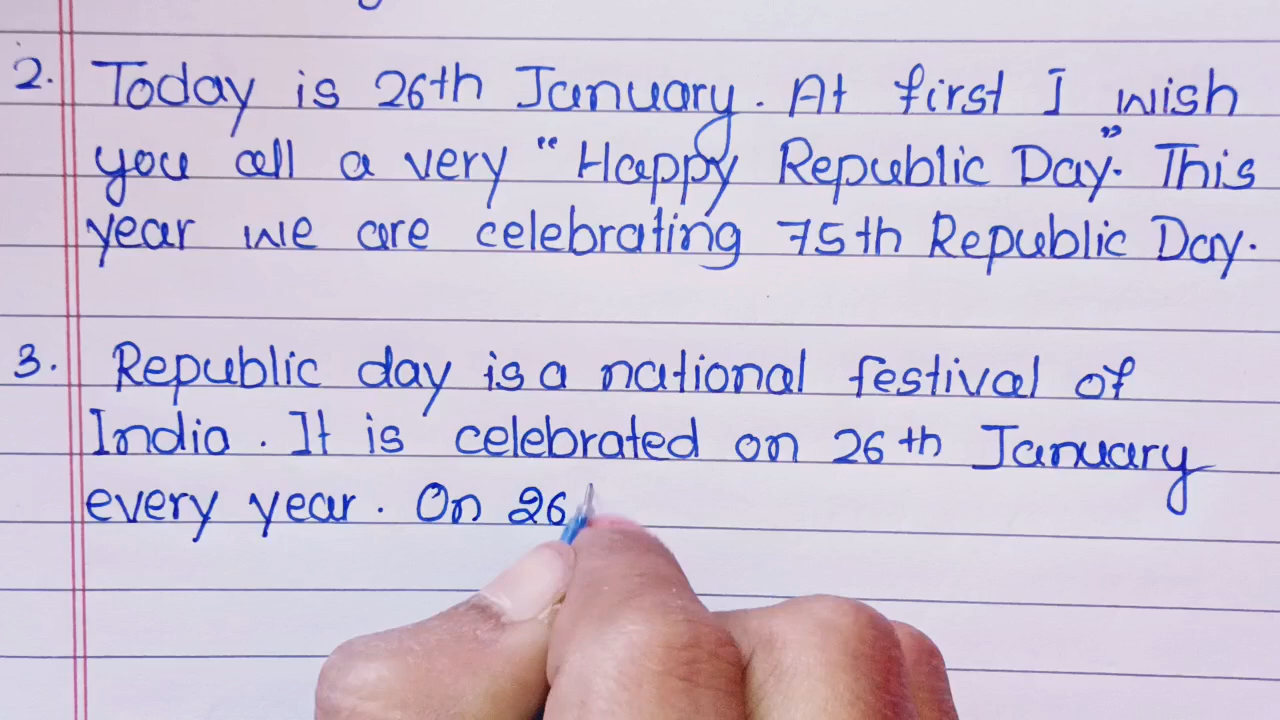 2. Today is 26th January. At first I wish
you all a very "Happy Republic Day". This
year we are celebrating 75th Republic Day.
3. Republic day is a national festival of
India. It is celebrated on 26th January
every year. On 26